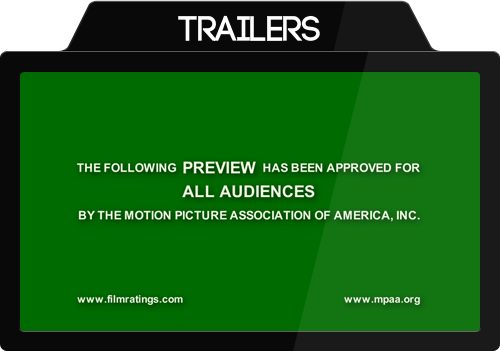 TRAILERS
THE FOLLOWING PREVIEW HAS BEEN APPROVED FOR
ALL AUDIENCES
BY THE MOTION PICTURE ASSOCIATION OF AMERICA, INC.
www.filmratings.com www.mpaa.org